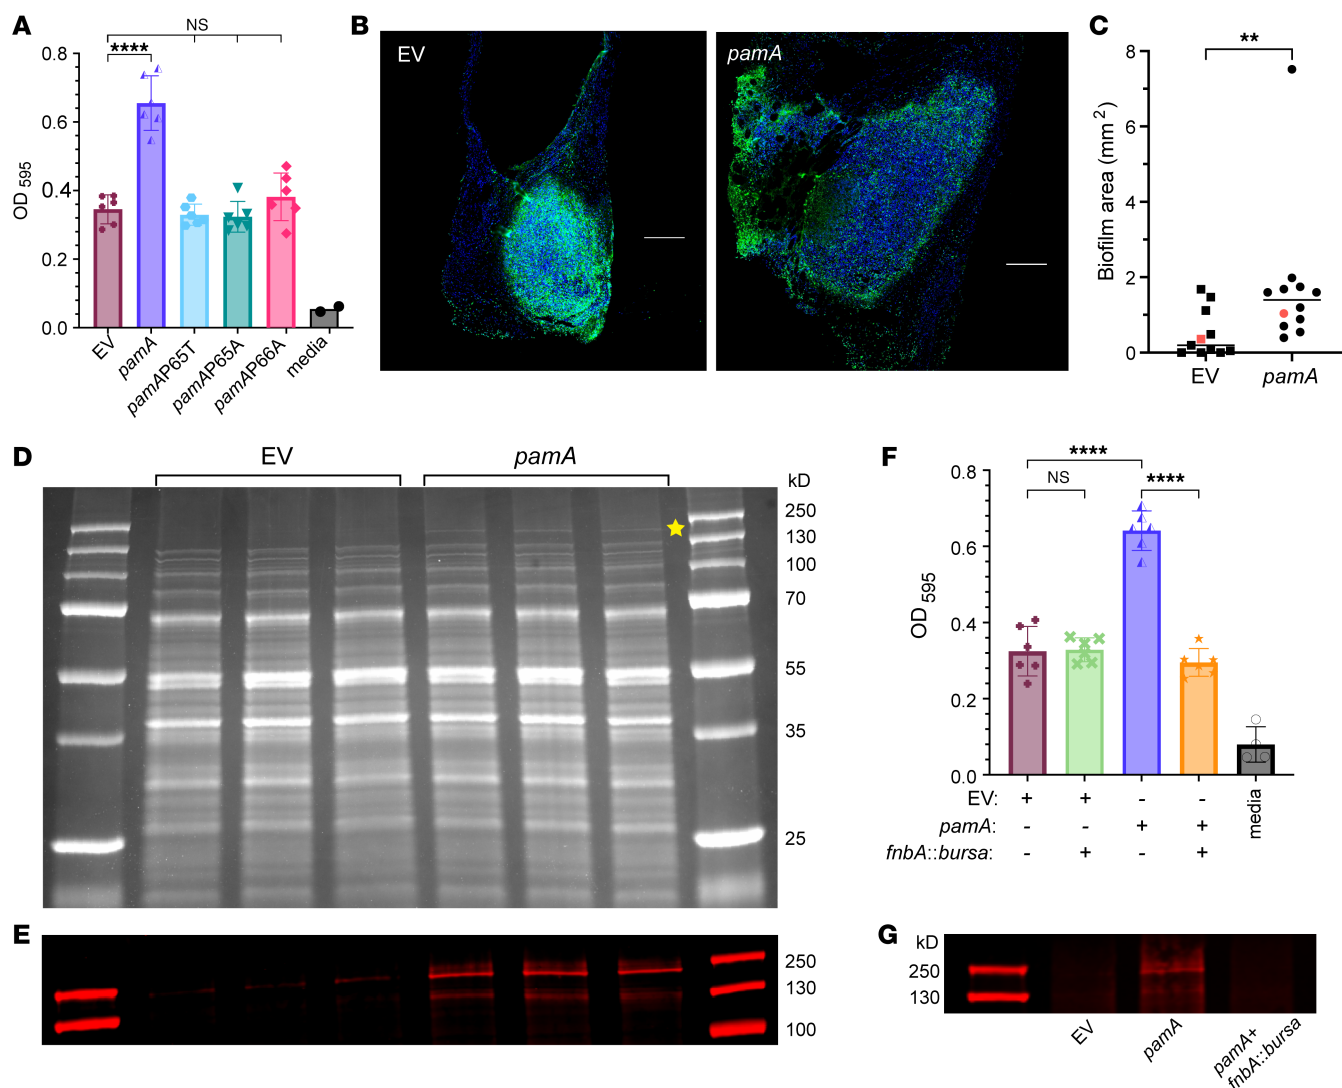 A
NS
****
0.8
0.6
0.4
0.2
0.0
OD 595
EV
pamA
pamAP65T
pamAP65A
pamAP66A
media
B
EV
pamA
C
**
8
6
4
2
0
Biofilm area (mm 2)
EV
pamA
D
EV
pamA
kD
250
130
100
70
55
35
25
E
250
130
100
F
****
NS
****
0.8
0.6
0.4
0.2
0.0
OD 595
EV: + + - -
pamA: - - + +
fnbA::bursa: - + - +
media
G
kD
250
130
EV
pamA
pamA+
fnbA::bursa